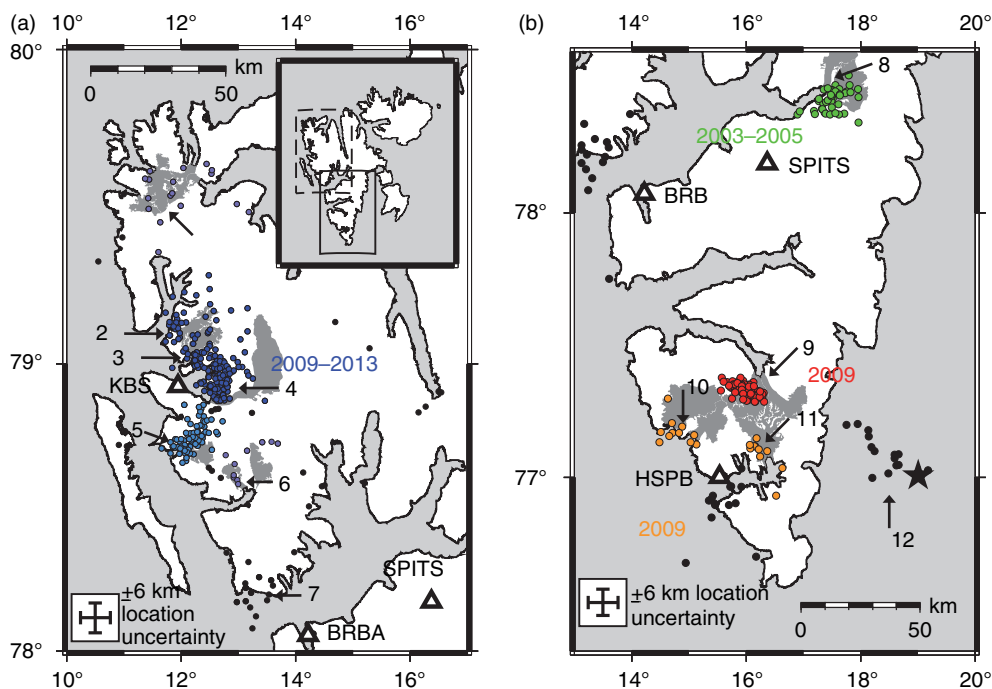 (a)
10° 12° 14° 16°
80°
km
0 50
2
3
2009–2013
79°
KBS
4
5
6
SPITS
7
±6 km
location
uncertainty
BRBA
78°
10° 12° 14° 16°
(b)
14° 16° 18° 20°
8
2003–2005
SPITS
BRB
78°
9
2009
10
11
HSPB
77°
2009
12
±6 km
location
uncertainty
km
0 50
14° 16° 18° 20°